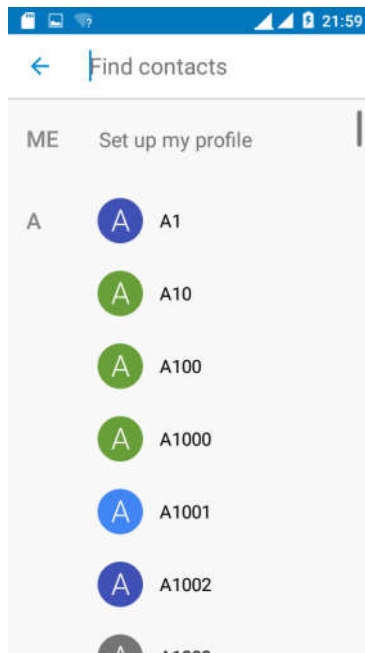 21:59
Find contacts
ME Set up my profile
A A A1
A A10
A A100
A A1000
A A1001
A A1002